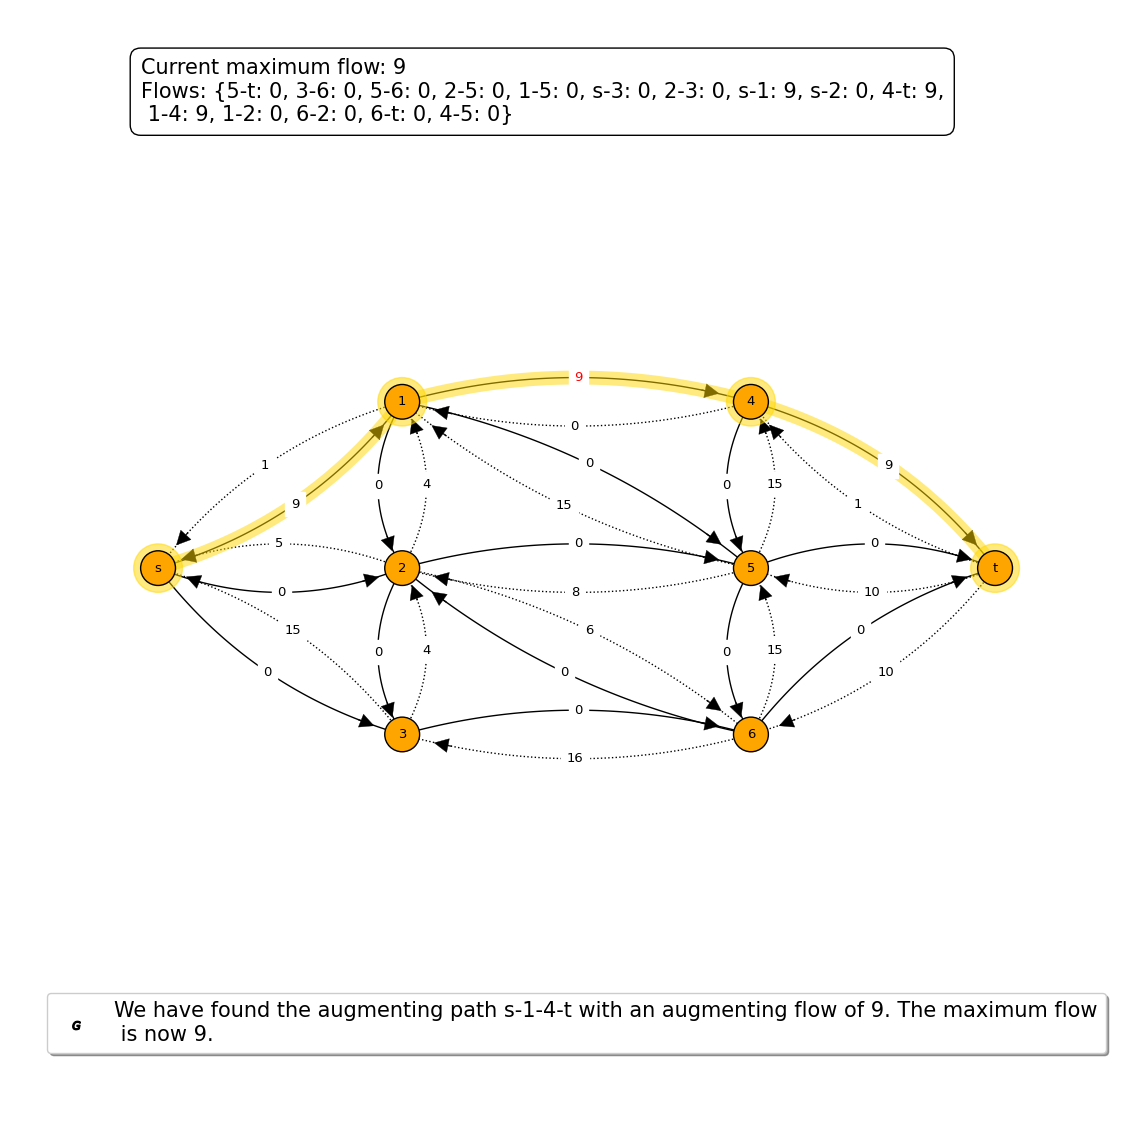 Current maximum flow: 9
Flows: {5-t: 0, 3-6: 0, 5-6: 0, 2-5: 0, 1-5: 0, s-3: 0, 2-3: 0, s-1: 9, s-2: 0, 4-t: 9,
1-4: 9, 1-2: 0, 6-2: 0, 6-t: 0, 4-5: 0}
9
1 4
0
1 0 9
0 4 0 15
9 15 1
5 0 0
s 2 5 t
0 8 10
15 6 0
0 4 0 15
0 0 10
0
3 6
16
G We have found the augmenting path s-1-4-t with an augmenting flow of 9. The maximum flow
is now 9.